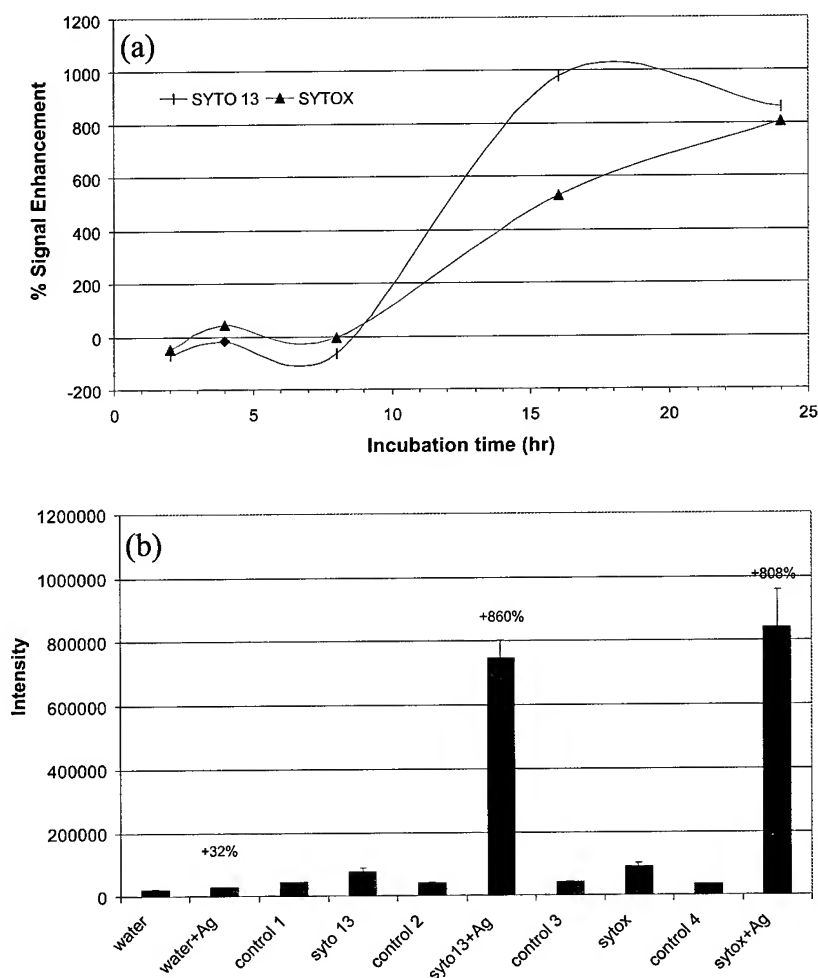 (a)
1200
1000
800
600
400
200
0
-200
% Signal Enhancement
SYTO 13 SYTOX
0 5 10 15 20 25
Incubation time (hr)
(b)
1200000
1000000
800000
600000
400000
200000
0
Intensity
+32%
+860%
+808%
water
water+Ag
control 1
syto 13
control 2
syto13+Ag
control 3
sytox
control 4
sytox+Ag